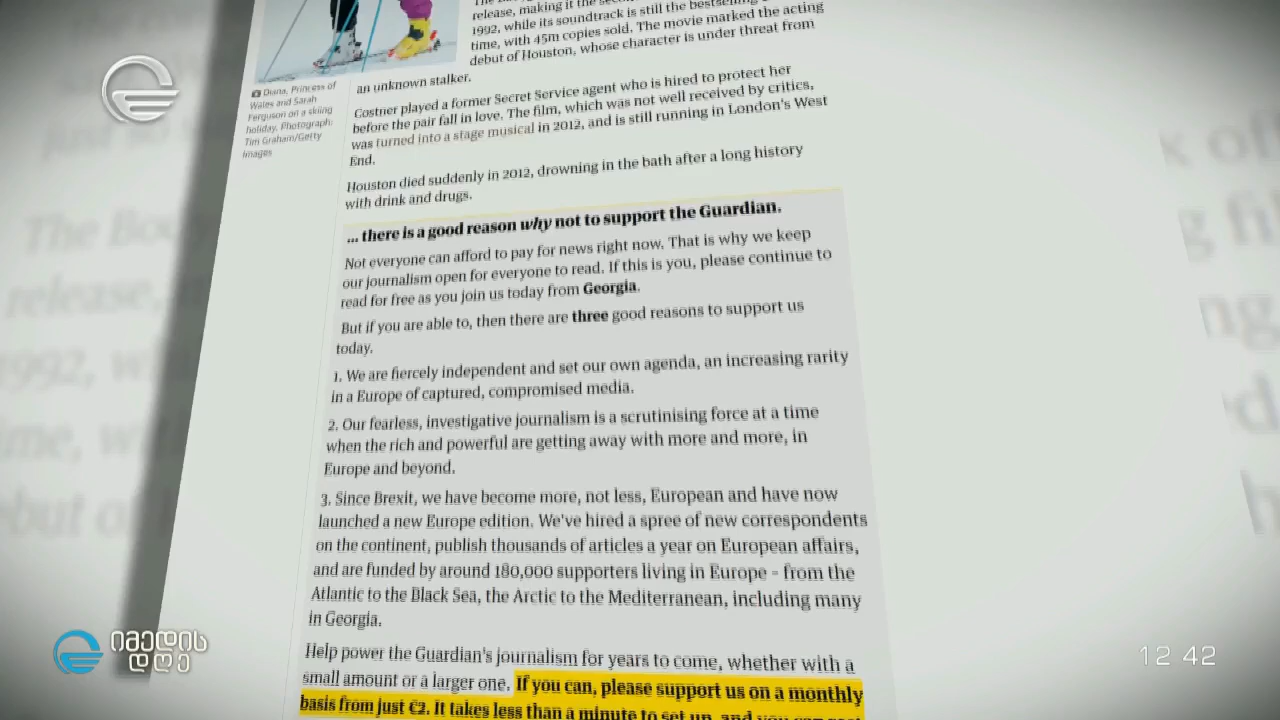 The Bo
release, making it the
1992, while its soundtrack is still the bestselling
time, with 45m copies sold. The movie marked the acting
debut of Houston, whose character is under threat from
an unknown stalker.
Diana, Princess of
Wales and Sarah
Ferguson on a skiing
holiday. Photograph:
Tim Graham/Getty
Images
Costner played a former Secret Service agent who is hired to protect her
before the pair fall in love. The film, which was not well received by critics,
was turned into a stage musical in 2012, and is still running in London's West
End.
Houston died suddenly in 2012, drowning in the bath after a long history
with drink and drugs.
... there is a good reason why not to support the Guardian.
Not everyone can afford to pay for news right now. That is why we keep
our journalism open for everyone to read. If this is you, please continue to
read for free as you join us today from Georgia.
But if you are able to, then there are three good reasons to support us
today.
1. We are fiercely independent and set our own agenda, an increasing rarity
in a Europe of captured, compromised media.
2. Our fearless, investigative journalism is a scrutinising force at a time
when the rich and powerful are getting away with more and more, in
Europe and beyond.
3. Since Brexit, we have become more, not less, European and have now
launched a new Europe edition. We've hired a spree of new correspondents
on the continent, publish thousands of articles a year on European affairs,
and are funded by around 180,000 supporters living in Europe – from the
Atlantic to the Black Sea, the Arctic to the Mediterranean, including many
in Georgia.
Help power the Guardian's journalism for years to come, whether with a
small amount or a larger one. If you can, please support us on a monthly
basis from just €2. It takes less than a minute to set up, and you can
იმედის
დღე
12 42